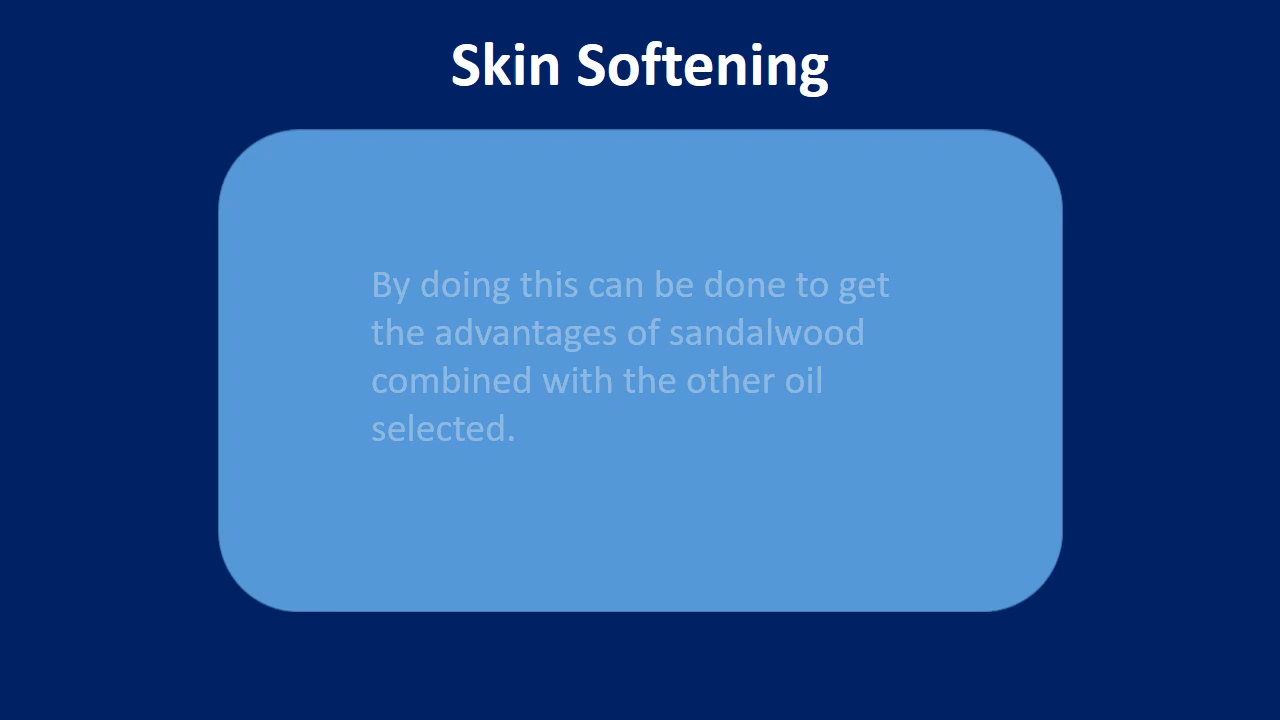 Skin Softening
By doing this can be done to get
the advantages of sandalwood
combined with the other oil
selected.